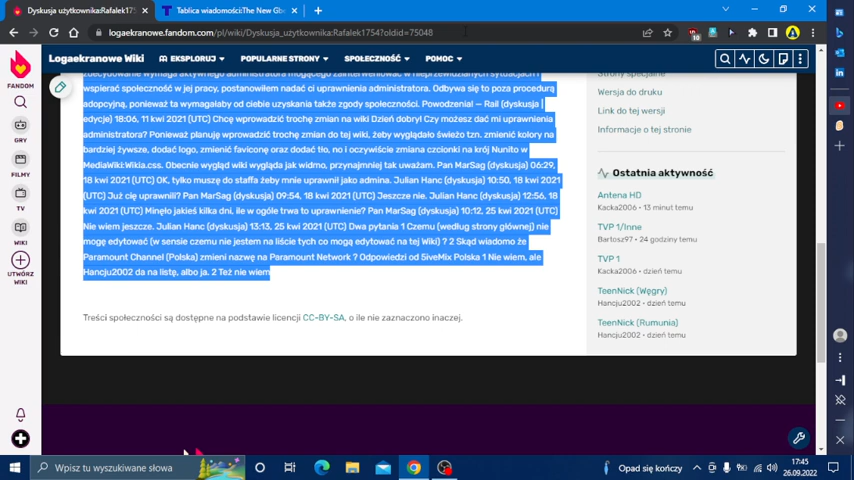 Dyskusja użytkownika:Rafalek175
Tablica wiadomości:The New Gbe
logaekranowe.fandom.com/pl/wiki/Dyskusja_użytkownika:Rafalek1754?oldid=75048
Logaekranowe Wiki
EKSPLORUJ
POPULARNE STRONY
SPOŁECZNOŚĆ
POMOC
FANDOM
GRY
FILMY
TV
WIKI
UTWÓRZ
WIKI
zdecydowanie wymaga aktywnego administratora mogącego zainterweniować w nieprzewidzianych sytuacjach i
wspierać społeczność w jej pracy, postanowiłem nadać ci uprawnienia administratora. Odbywa się to poza procedurą
adopcyjną, ponieważ ta wymagałaby od ciebie uzyskania także zgody społeczności. Powodzenia! — Rail (dyskusja |
edycje) 18:06, 11 kwi 2021 (UTC) Chcę wprowadzić trochę zmian na wiki Dzień dobry! Czy możesz dać mi uprawnienia
administratora? Ponieważ planuję wprowadzić trochę zmian do tej wiki, żeby wyglądało świeżo tzn. zmienić kolory na
bardziej żywsze, dodać logo, zmienić faviconę oraz dodać tło, no i oczywiście zmiana czcionki na krój Nunito w
MediaWiki:Wikia.css. Obecnie wygląd wiki wygląda jak widmo, przynajmniej tak uważam. Pan MarSag (dyskusja) 06:29,
18 kwi 2021 (UTC) OK, tylko muszę do staffa żeby mnie uprawnił jako admina. Julian Hanc (dyskusja) 10:50, 18 kwi 2021
(UTC) Już cię uprawnili? Pan MarSag (dyskusja) 09:54, 18 kwi 2021 (UTC) Jeszcze nie. Julian Hanc (dyskusja) 12:56, 18
kwi 2021 (UTC) Minęło jakieś kilka dni, ile w ogóle trwa to uprawnienie? Pan MarSag (dyskusja) 10:12, 25 kwi 2021 (UTC)
Nie wiem jeszcze. Julian Hanc (dyskusja) 13:13, 25 kwi 2021 (UTC) Dwa pytania 1 Czemu (według strony głównej) nie
mogę edytować (w sensie czemu nie jestem na liście tych co mogą edytować na tej Wiki) ? 2 Skąd wiadomo że
Paramount Channel (Polska) zmieni nazwę na Paramount Network ? Odpowiedzi od 5iveMix Polska 1 Nie wiem, ale
Hancju2002 da na listę, albo ja. 2 Też nie wiem
Treści społeczności są dostępne na podstawie licencji CC-BY-SA, o ile nie zaznaczono inaczej.
Strony specjalne
Wersja do druku
Link do tej wersji
Informacje o tej stronie
Ostatnia aktywność
Antena HD
Kacka2006 • 13 minut temu
TVP 1/Inne
Bartosz97 • 24 godziny temu
TVP 1
Kacka2006 • dzień temu
TeenNick (Węgry)
Hancju2002 • dzień temu
TeenNick (Rumunia)
Hancju2002 • dzień temu
Wpisz tu wyszukiwane słowa
Opad się kończy
17:45
26.09.2022